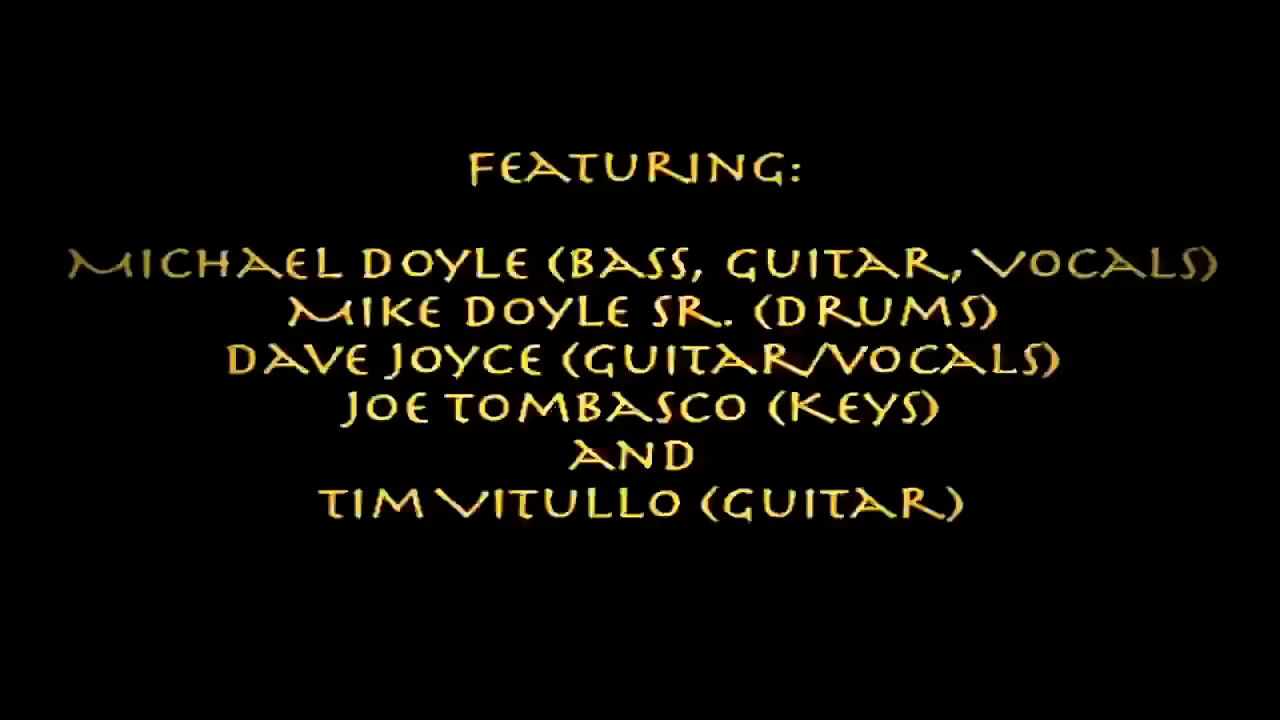 FEATURING:
MICHAEL DOYLE (BASS, GUITAR, VOCALS)
MIKE DOYLE SR. (DRUMS)
DAVE JOYCE (GUITAR/VOCALS)
JOE TOMBASCO (KEYS)
AND
TIM VITULLO (GUITAR)